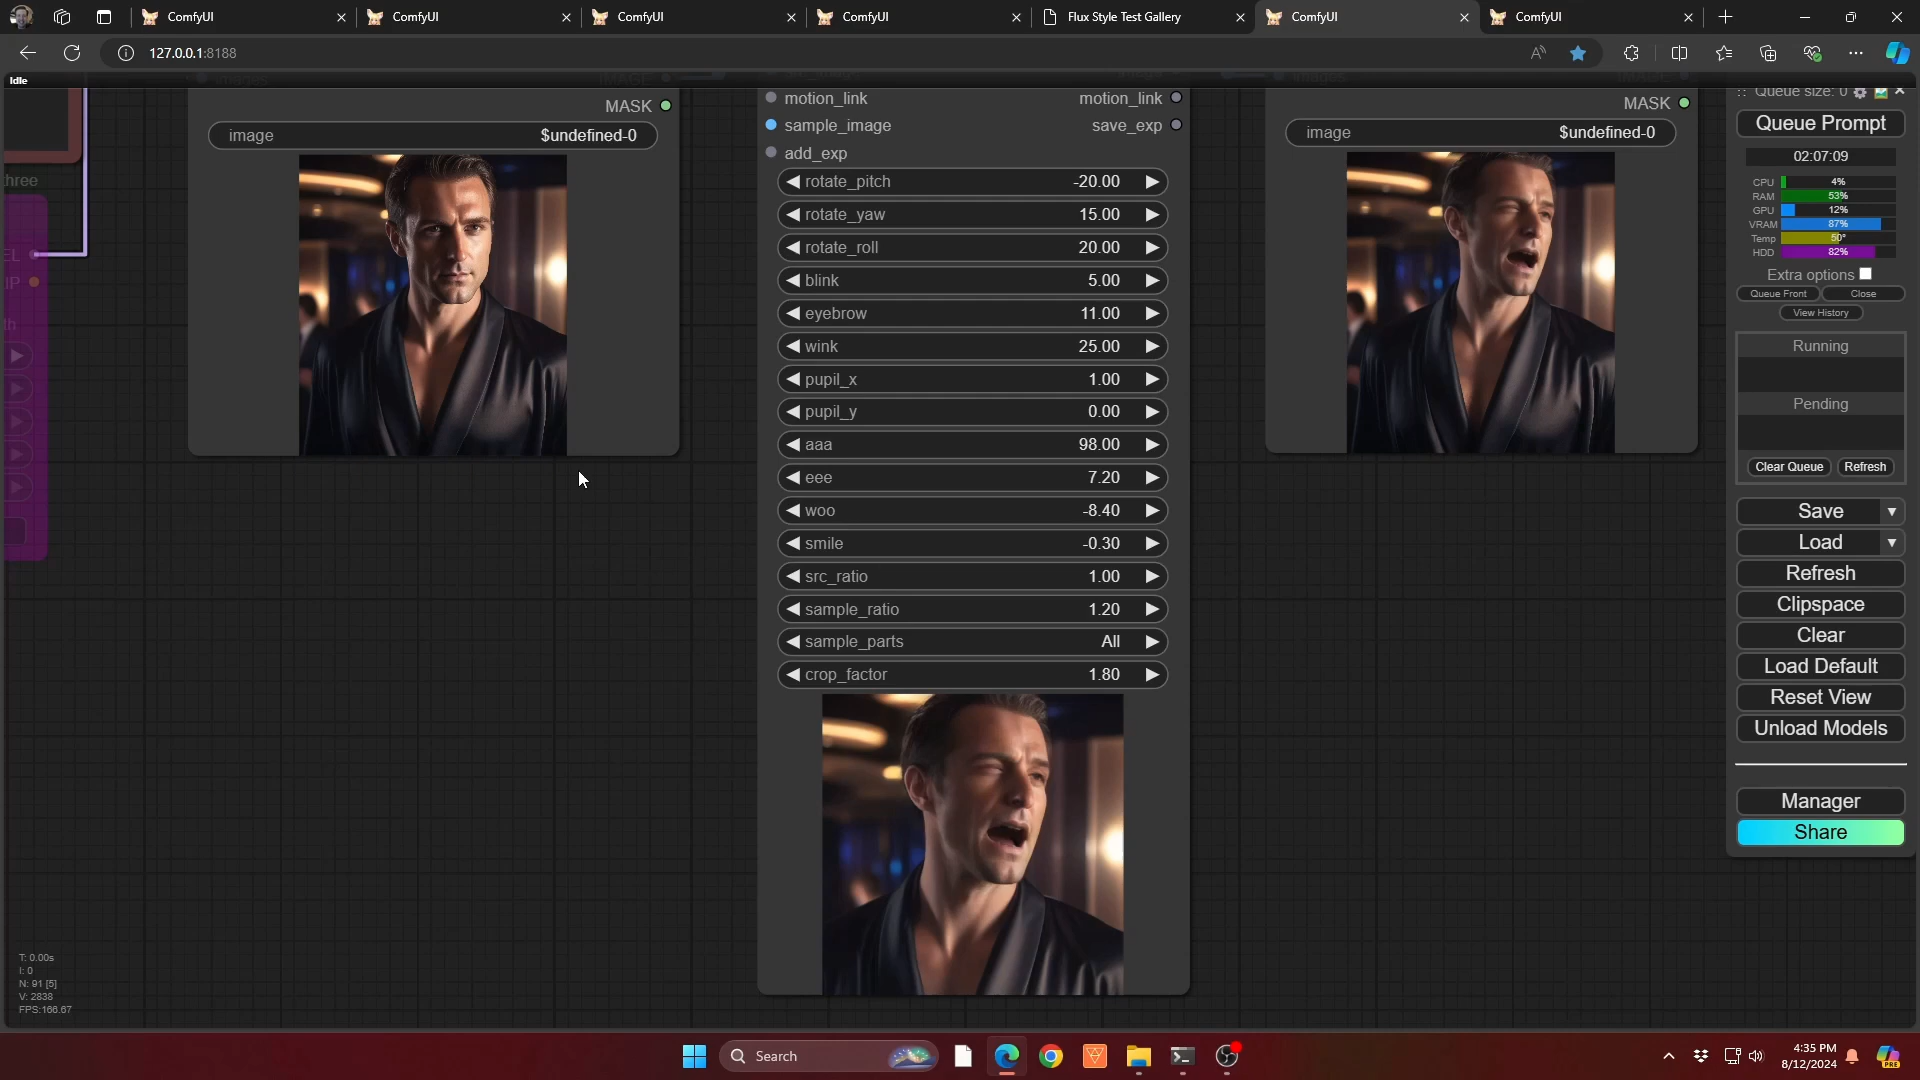 ComfyUI
ComfyUI
ComfyUI
ComfyUI
Flux Style Test Gallery
ComfyUI
ComfyUI
127.0.0.1:8188
Idle
three
MASK
image $undefined-0
motion_link motion_link
sample_image save_exp
add_exp
rotate_pitch -20.00
rotate_yaw 15.00
rotate_roll 20.00
blink 5.00
eyebrow 11.00
wink 25.00
pupil_x 1.00
pupil_y 0.00
aaa 98.00
eee 7.20
woo -8.40
smile -0.30
src_ratio 1.00
sample_ratio 1.20
sample_parts All
crop_factor 1.80
MASK
image $undefined-0
Queue size: 0
Queue Prompt
02:07:09
CPU 4%
RAM 53%
GPU 12%
VRAM 87%
Temp 50°
HDD 82%
Extra options
Queue Front Close
View History
Running
Pending
Clear Queue Refresh
Save
Load
Refresh
Clipspace
Clear
Load Default
Reset View
Unload Models
Manager
Share
T: 0.00s
I: 0
N: 91 [5]
V: 2838
FPS:166.67
Search
4:35 PM
8/12/2024
PRE